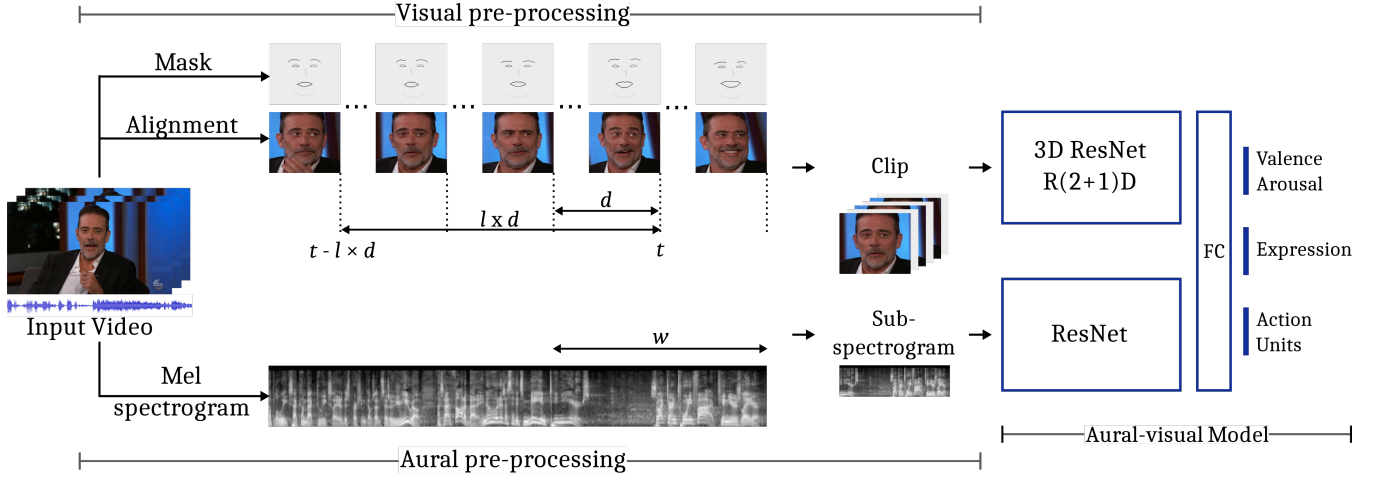 Visual pre-processing
Mask
Alignment
... ... ... ...
d
l x d
t - l × d
t
Input Video
Mel
spectrogram
w
Clip
Sub-
spectrogram
3D ResNet
R(2+1)D
ResNet
FC
Valence
Arousal
Expression
Action
Units
Aural-visual Model
Aural pre-processing